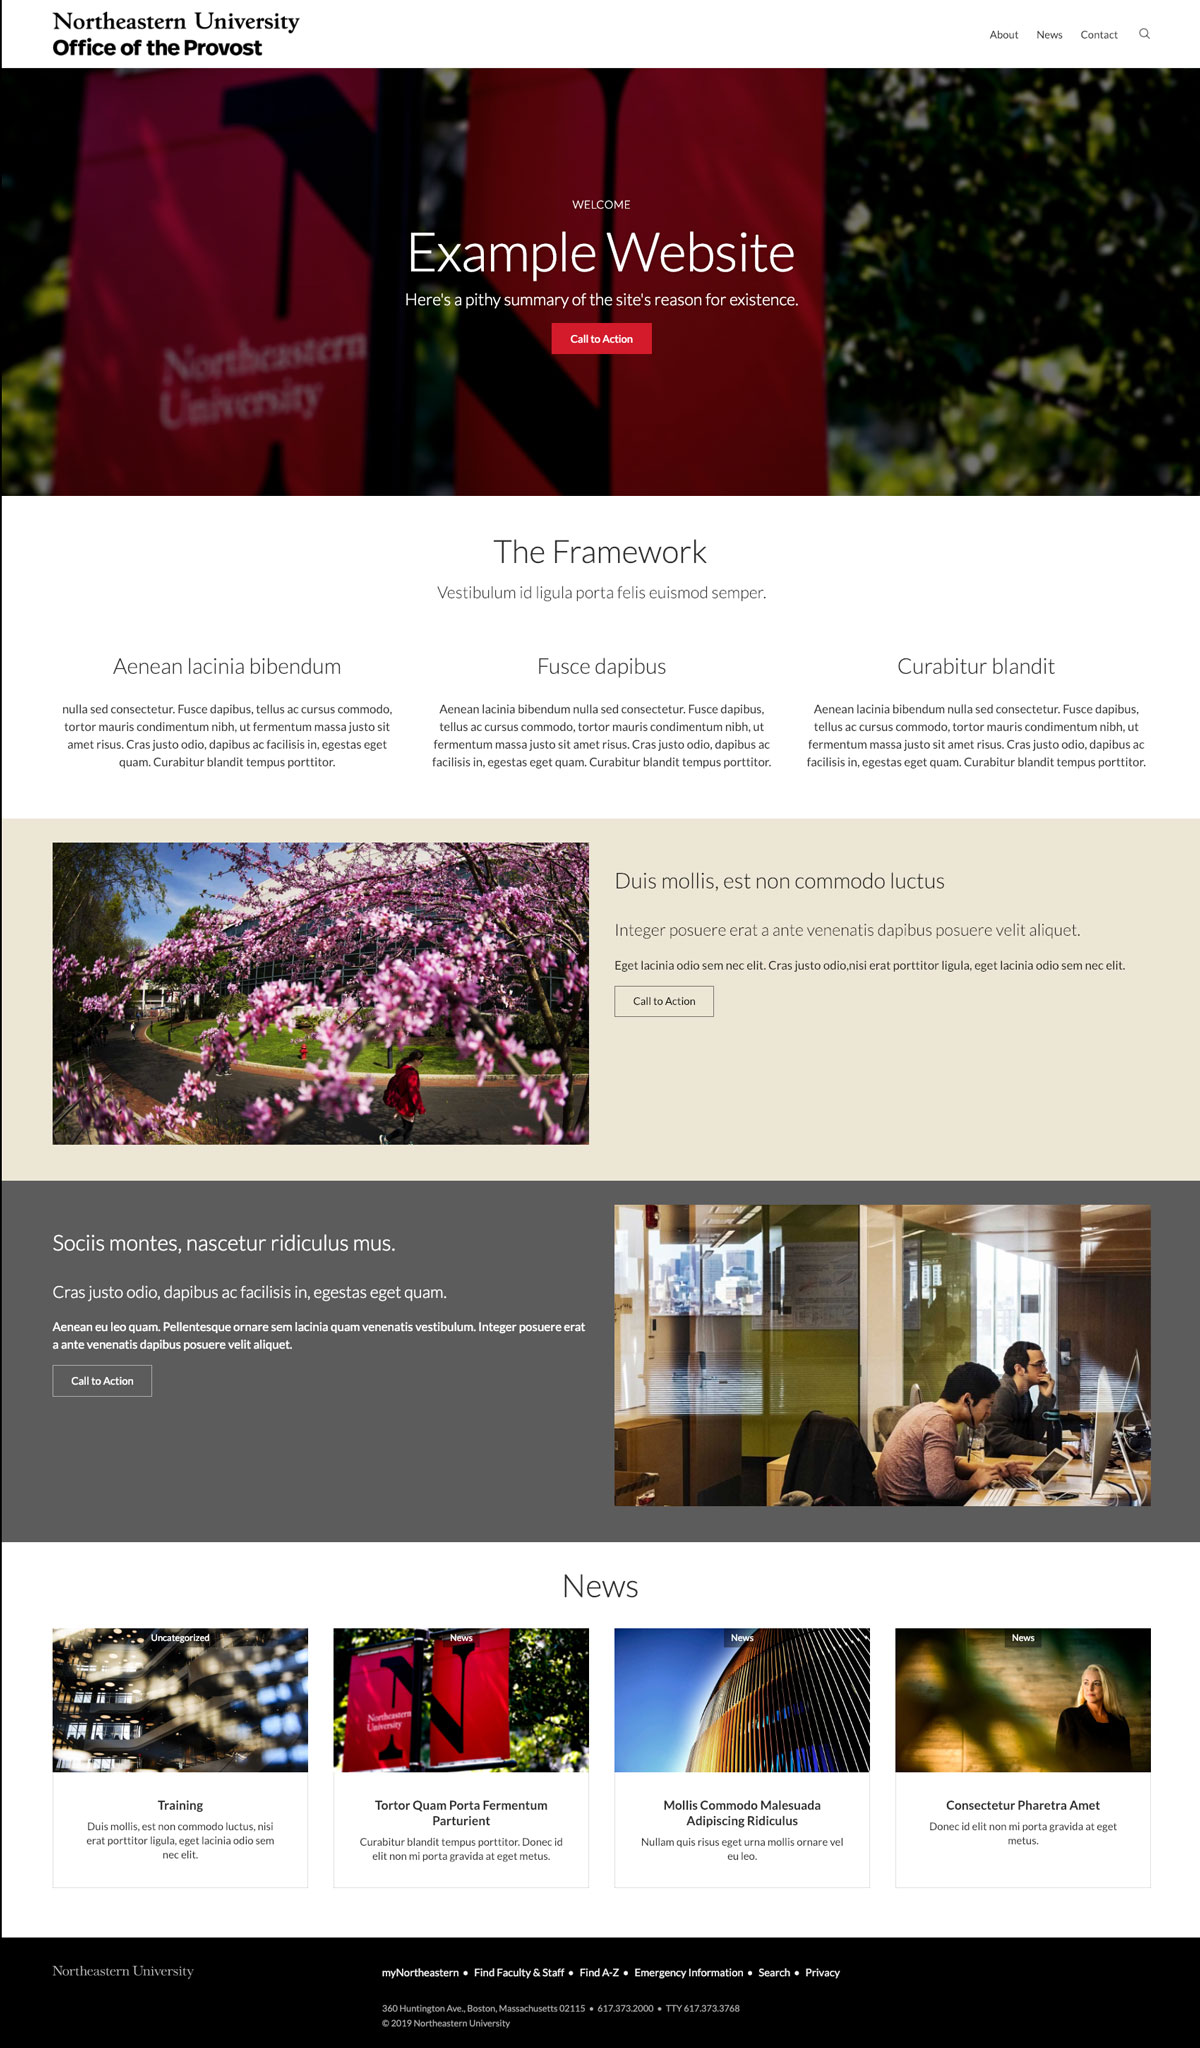 Northeastern University
Office of the Provost
About News Contact
WELCOME
Example Website
Here's a pithy summary of the site's reason for existence.
Call to Action
Northeastern
University
The Framework
Vestibulum id ligula porta felis euismod semper.
Aenean lacinia bibendum
nulla sed consectetur. Fusce dapibus, tellus ac cursus commodo,
tortor mauris condimentum nibh, ut fermentum massa justo sit
amet risus. Cras justo odio, dapibus ac facilisis in, egestas eget
quam. Curabitur blandit tempus porttitor.
Fusce dapibus
Aenean lacinia bibendum nulla sed consectetur. Fusce dapibus,
tellus ac cursus commodo, tortor mauris condimentum nibh, ut
fermentum massa justo sit amet risus. Cras justo odio, dapibus ac
facilisis in, egestas eget quam. Curabitur blandit tempus porttitor.
Curabitur blandit
Aenean lacinia bibendum nulla sed consectetur. Fusce dapibus,
tellus ac cursus commodo, tortor mauris condimentum nibh, ut
fermentum massa justo sit amet risus. Cras justo odio, dapibus ac
facilisis in, egestas eget quam. Curabitur blandit tempus porttitor.
Duis mollis, est non commodo luctus
Integer posuere erat a ante venenatis dapibus posuere velit aliquet.
Eget lacinia odio sem nec elit. Cras justo odio,nisi erat porttitor ligula, eget lacinia odio sem nec elit.
Call to Action
Sociis montes, nascetur ridiculus mus.
Cras justo odio, dapibus ac facilisis in, egestas eget quam.
Aenean eu leo quam. Pellentesque ornare sem lacinia quam venenatis vestibulum. Integer posuere erat
a ante venenatis dapibus posuere velit aliquet.
Call to Action
News
Uncategorized
Training
Duis mollis, est non commodo luctus, nisi
erat porttitor ligula, eget lacinia odio sem
nec elit.
News
N
Northeastern
University
Tortor Quam Porta Fermentum
Parturient
Curabitur blandit tempus porttitor. Donec id
elit non mi porta gravida at eget metus.
News
Mollis Commodo Malesuada
Adipiscing Ridiculus
Nullam quis risus eget urna mollis ornare vel
eu leo.
News
Consectetur Pharetra Amet
Donec id elit non mi porta gravida at eget
metus.
Northeastern University
myNortheastern • Find Faculty & Staff • Find A-Z • Emergency Information • Search • Privacy
360 Huntington Ave., Boston, Massachusetts 02115 • 617.373.2000 • TTY 617.373.3768
© 2019 Northeastern University